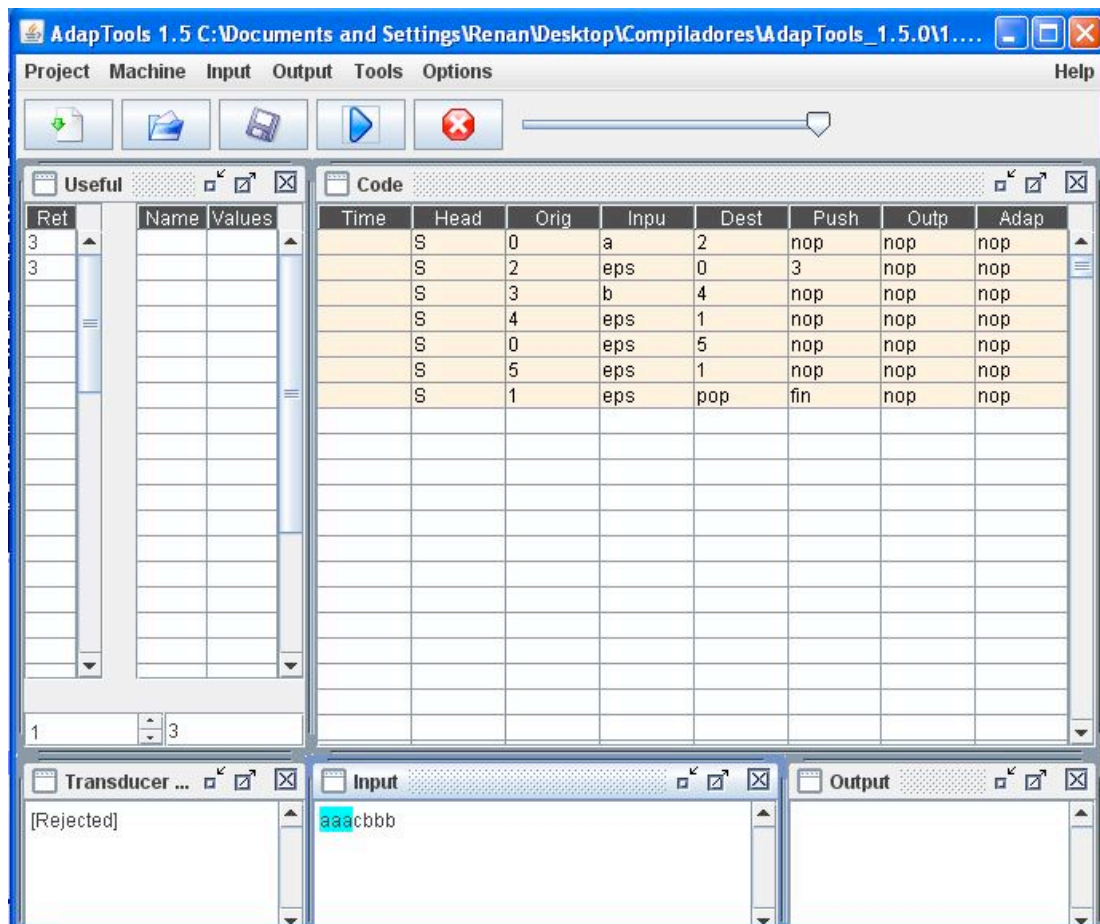 AdapTools 1.5 C:\Documents and Settings\Renan\Desktop\Compiladores\AdapTools_1.5.0\1....
Project Machine Input Output Tools Options Help
Useful
Ret Name Values
3
3
1 3
Code
Time Head Orig Inpu Dest Push Outp Adap
S 0 a 2 nop nop nop
S 2 eps 0 3 nop nop
S 3 b 4 nop nop nop
S 4 eps 1 nop nop nop
S 0 eps 5 nop nop nop
S 5 eps 1 nop nop nop
S 1 eps pop fin nop nop
Transducer ...
[Rejected]
Input
aaacbbb
Output